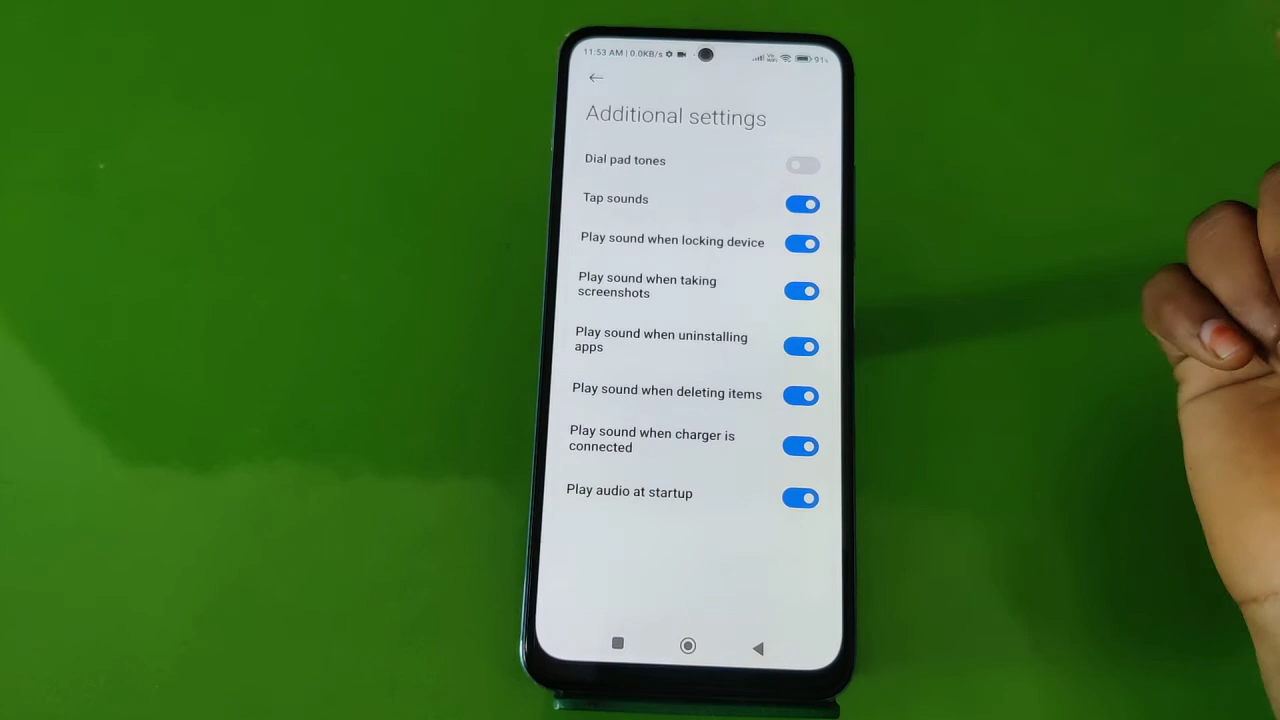 11:53 AM | 0.0KB/s
91%
Additional settings
Dial pad tones
Tap sounds
Play sound when locking device
Play sound when taking
screenshots
Play sound when uninstalling
apps
Play sound when deleting items
Play sound when charger is
connected
Play audio at startup